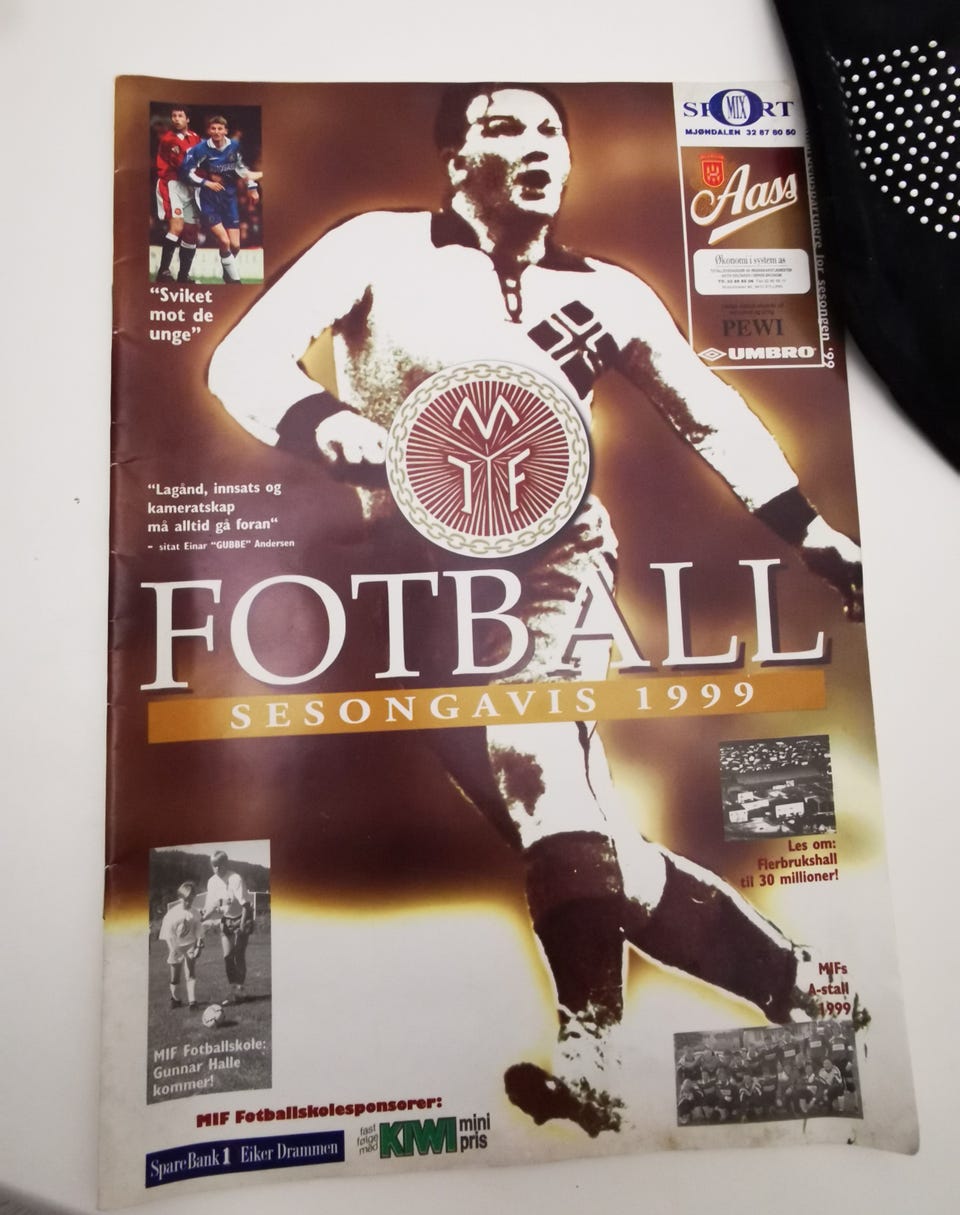 SPORT
MIX
MJØNDALEN 32 87 80 50
Aass
Økonomi i system as
PEWI
UMBRO
for sesongen '99
"Sviket
mot de
unge"
M
I F
"Lagånd, innsats og
kameratskap
må alltid gå foran"
- sitat Einar "GUBBE" Andersen
FOTBALL
SESONGAVIS 1999
Les om:
Flerbrukshall
til 30 millioner!
MIFs
A-stall
1999
MIF Fotballskole:
Gunnar Halle
kommer!
MIF Fotballskolesponsorer:
SpareBank 1 Eiker Drammen
fast
følge
med
KIWI mini
pris